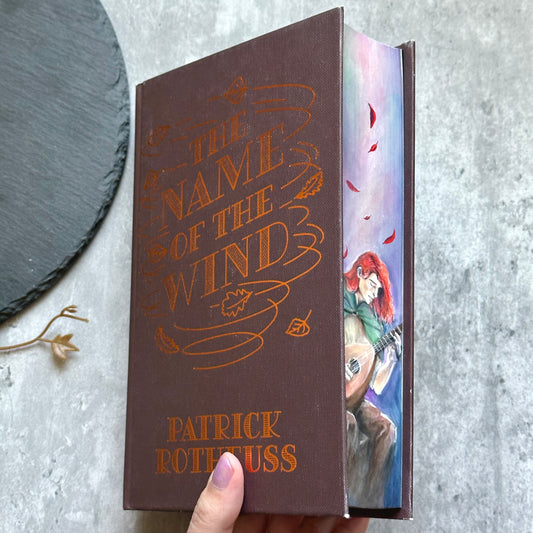 THE
NAME
OF THE
WIND
PATRICK
ROTHFUSS